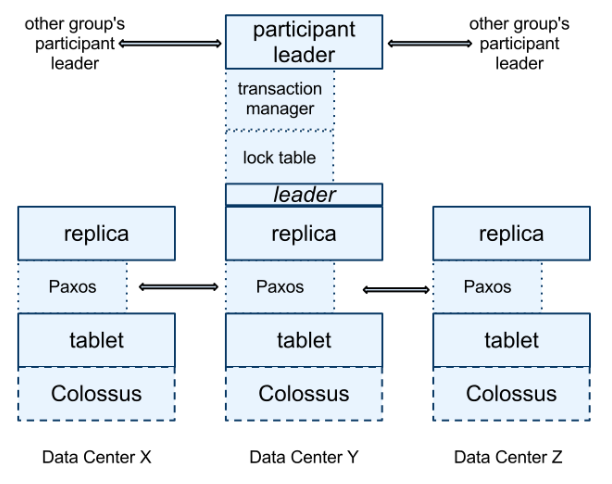 other group's
participant
leader
participant
leader
other group's
participant
leader
transaction
manager
lock table
leader
replica
replica
replica
Paxos
Paxos
Paxos
tablet
tablet
tablet
Colossus
Colossus
Colossus
Data Center X
Data Center Y
Data Center Z